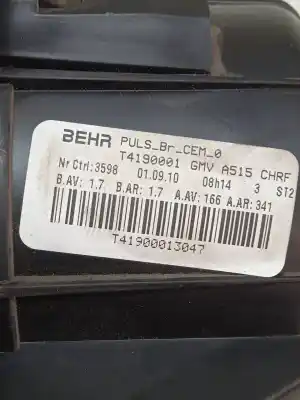 BEHR PULS_Br_CEM_0
T4190001 GMV A515 CHRF
Nr Ctrl:3598 01.09.10 08h14 3 ST2
B.AV: 1.7 B.AR: 1.7 A.AV: 166 A.AR: 341
T41900013047